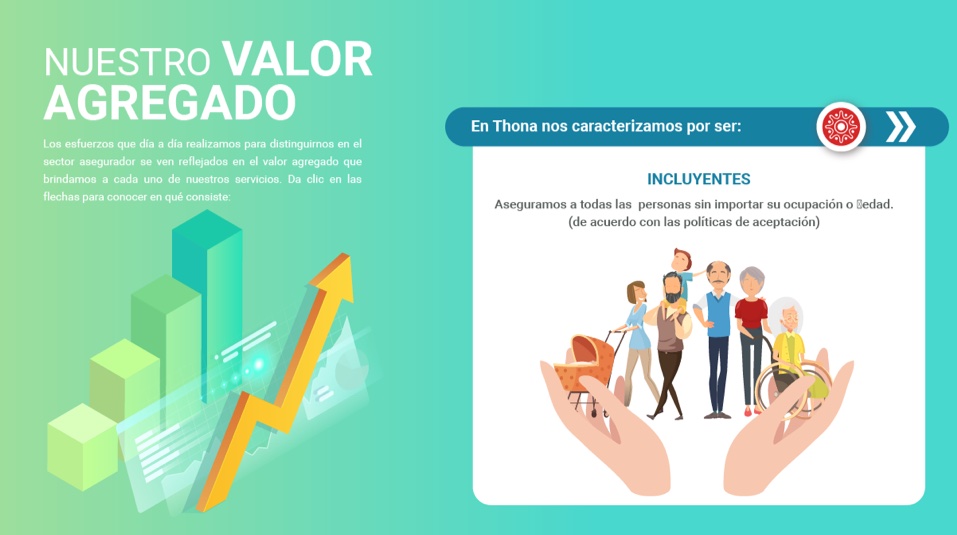 NUESTRO VALOR
AGREGADO
Los esfuerzos que día a día realizamos para distinguirnos en el
sector asegurador se ven reflejados en el valor agregado que
brindamos a cada uno de nuestros servicios. Da clic en las
flechas para conocer en qué consiste:
En Thona nos caracterizamos por ser:
INCLUYENTES
Aseguramos a todas las personas sin importar su ocupación o edad.
(de acuerdo con las políticas de aceptación)